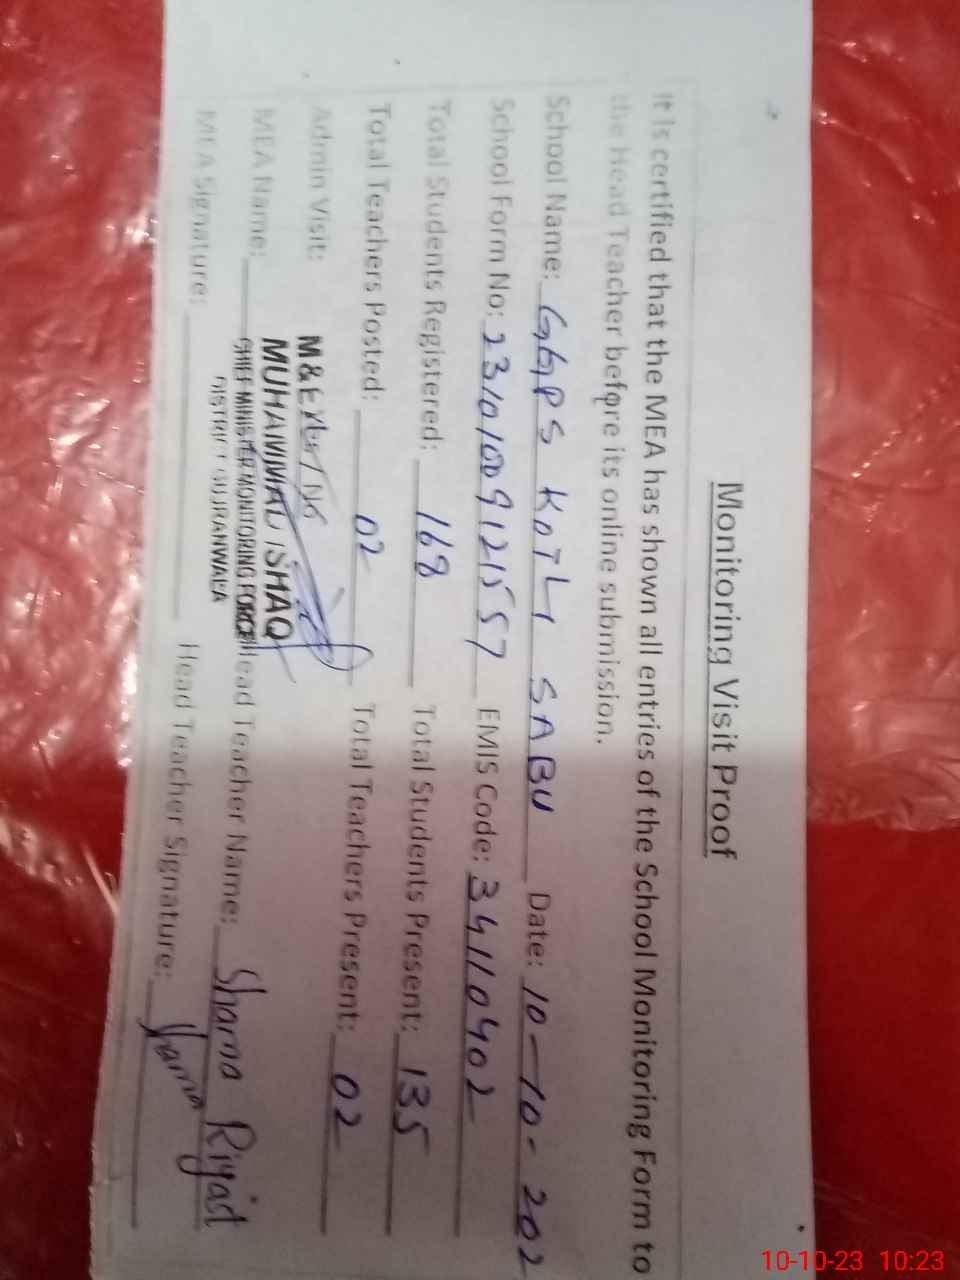 Monitoring Visit Proof
It is certified that the MEA has shown all entries of the School Monitoring Form to
the Head Teacher before its online submission.
School Name: GGPS KOTLI SABU Date: 10-10-202
School Form No: 23101009121557 EMIS Code: 34110402
Total Students Registered: 168 Total Students Present: 135
Total Teachers Posted: 02 Total Teachers Present: 02
Admin Visit:
M&E
MEA Name: MUHAMMAD ISHAQ Head Teacher Name: Shama Riyast
CHIEF MINISTER MONITORING FORCE
DISTRICT GUJRANWALA
MEA Signature: Head Teacher Signature: Shama
10-10-23 10:23